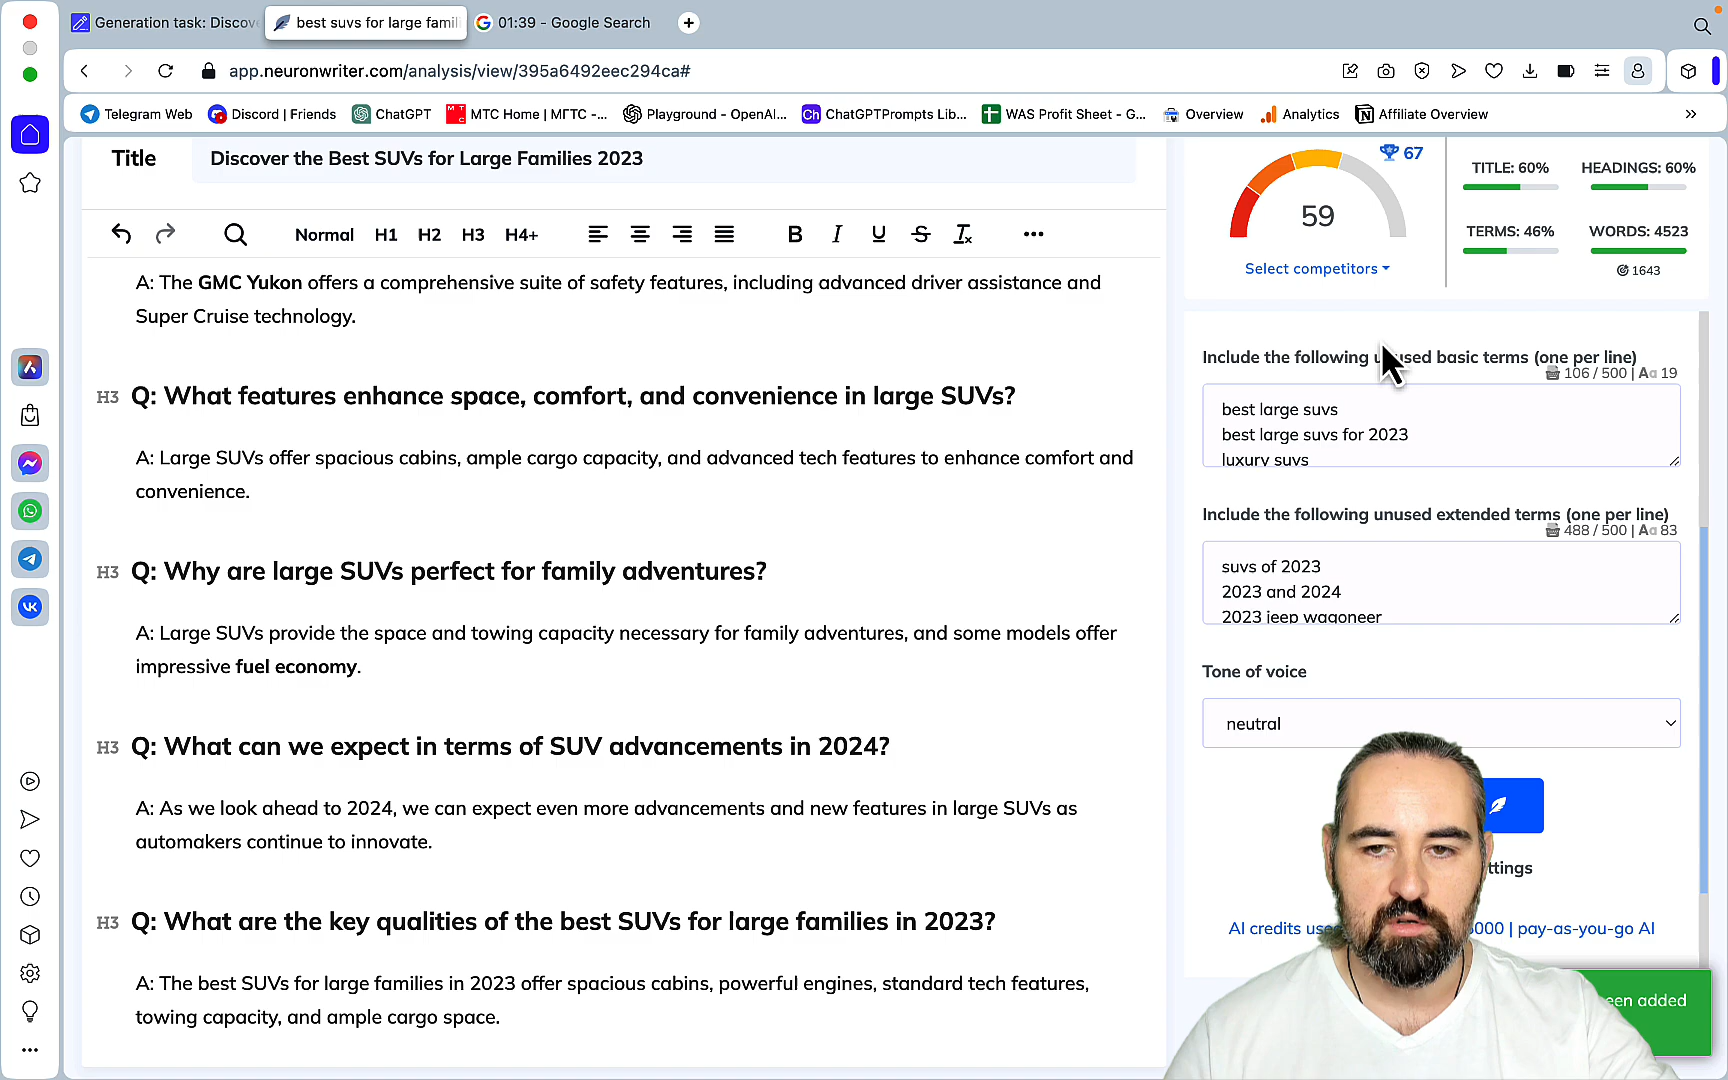 Generation task: Discov
best suvs for large famil
01:39 - Google Search
app.neuronwriter.com/analysis/view/395a6492eec294ca#
Telegram Web
Discord | Friends
ChatGPT
МТС Home | МГТС -...
Playground - OpenAI...
Ch
ChatGPTPrompts Lib...
WAS Profit Sheet - G...
Overview
Analytics
Affiliate Overview
Title
Discover the Best SUVs for Large Families 2023
Normal H1 H2 H3 H4+
B I U S Tx
A: The GMC Yukon offers a comprehensive suite of safety features, including advanced driver assistance and
Super Cruise technology.
H3 Q: What features enhance space, comfort, and convenience in large SUVs?
A: Large SUVs offer spacious cabins, ample cargo capacity, and advanced tech features to enhance comfort and
convenience.
H3 Q: Why are large SUVs perfect for family adventures?
A: Large SUVs provide the space and towing capacity necessary for family adventures, and some models offer
impressive fuel economy.
H3 Q: What can we expect in terms of SUV advancements in 2024?
A: As we look ahead to 2024, we can expect even more advancements and new features in large SUVs as
automakers continue to innovate.
H3 Q: What are the key qualities of the best SUVs for large families in 2023?
A: The best SUVs for large families in 2023 offer spacious cabins, powerful engines, standard tech features,
towing capacity, and ample cargo space.
67
59
Select competitors
TITLE: 60%
HEADINGS: 60%
TERMS: 46%
WORDS: 4523
1643
Include the following unused basic terms (one per line)
106 / 500 | Aa 19
best large suvs
best large suvs for 2023
luxury suvs
Include the following unused extended terms (one per line)
488 / 500 | Aa 83
suvs of 2023
2023 and 2024
2023 jeep wagoneer
Tone of voice
neutral
ttings
AI credits use 000 | pay-as-you-go AI
een added